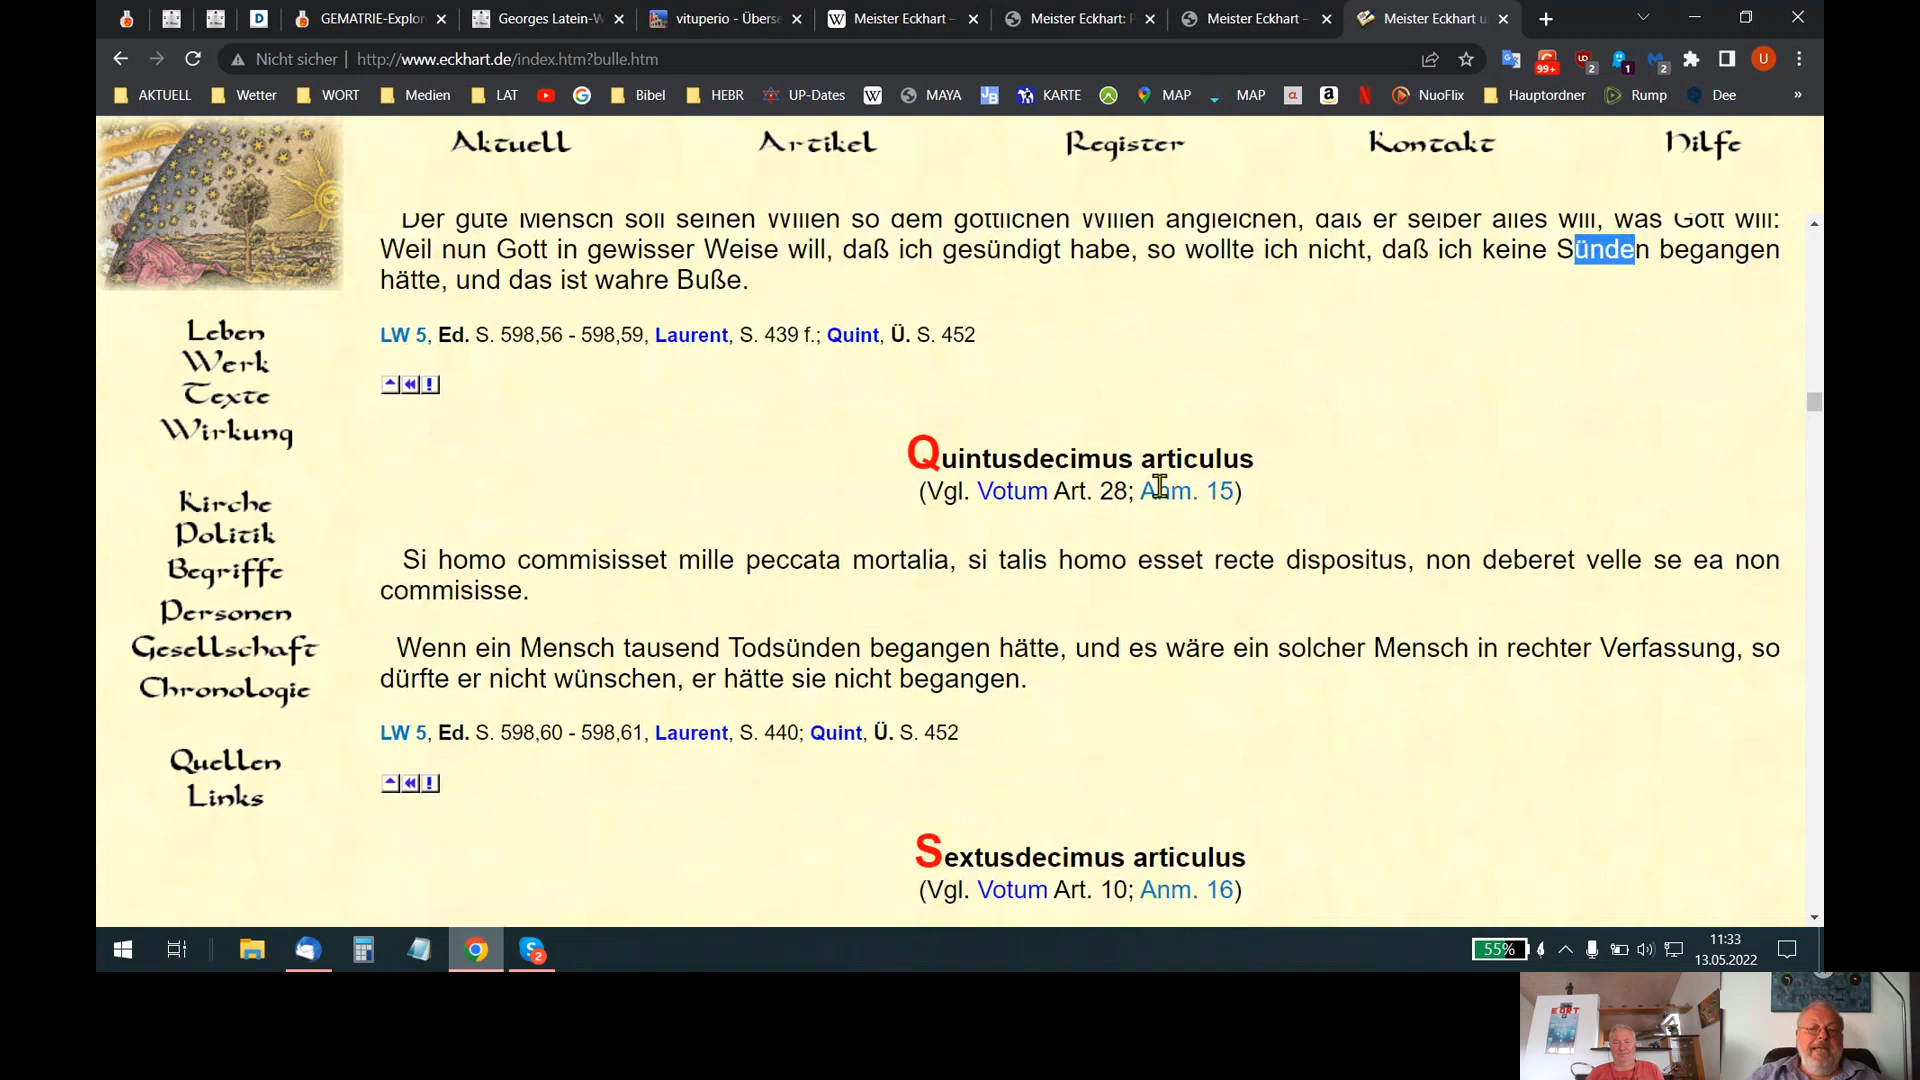 GEMATRIE-Explor
Georges Latein-W
vituperio - Überse
Meister Eckhart –
Meister Eckhart: P
Meister Eckhart –
Meister Eckhart u
Nicht sicher | http://www.eckhart.de/index.htm?bulle.htm
99+
2
1
2
U
AKTUELL
Wetter
WORT
Medien
LAT
Bibel
HEBR
UP-Dates
MAYA
KARTE
MAP
MAP
NuoFlix
Hauptordner
Rump
Dee
»
Aktuell
Artikel
Register
Kontakt
Hilfe
Der gute Mensch soll seinen Willen so dem göttlichen Willen angleichen, daß er selber alles will, was Gott will:
Weil nun Gott in gewisser Weise will, daß ich gesündigt habe, so wollte ich nicht, daß ich keine Sünden begangen
hätte, und das ist wahre Buße.
LW 5, Ed. S. 598,56 - 598,59, Laurent, S. 439 f.; Quint, Ü. S. 452
Quintusdecimus articulus
(Vgl. Votum Art. 28; Anm. 15)
Si homo commisisset mille peccata mortalia, si talis homo esset recte dispositus, non deberet velle se ea non
commisisse.
Wenn ein Mensch tausend Todsünden begangen hätte, und es wäre ein solcher Mensch in rechter Verfassung, so
dürfte er nicht wünschen, er hätte sie nicht begangen.
LW 5, Ed. S. 598,60 - 598,61, Laurent, S. 440; Quint, Ü. S. 452
Sextusdecimus articulus
(Vgl. Votum Art. 10; Anm. 16)
Leben
Werk
Texte
Wirkung
Kirche
Politik
Begriffe
Personen
Gesellschaft
Chronologie
Quellen
Links
2
55%
11:33
13.05.2022